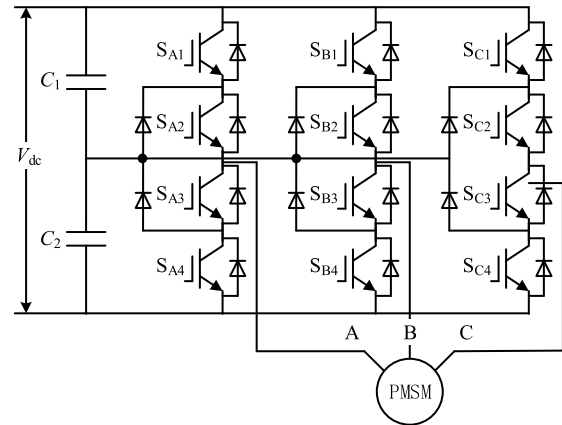 S_A1 S_B1 S_C1
C_1
S_A2 S_B2 S_C2
V_dc
S_A3 S_B3 S_C3
C_2
S_A4 S_B4 S_C4
A B C
PMSM